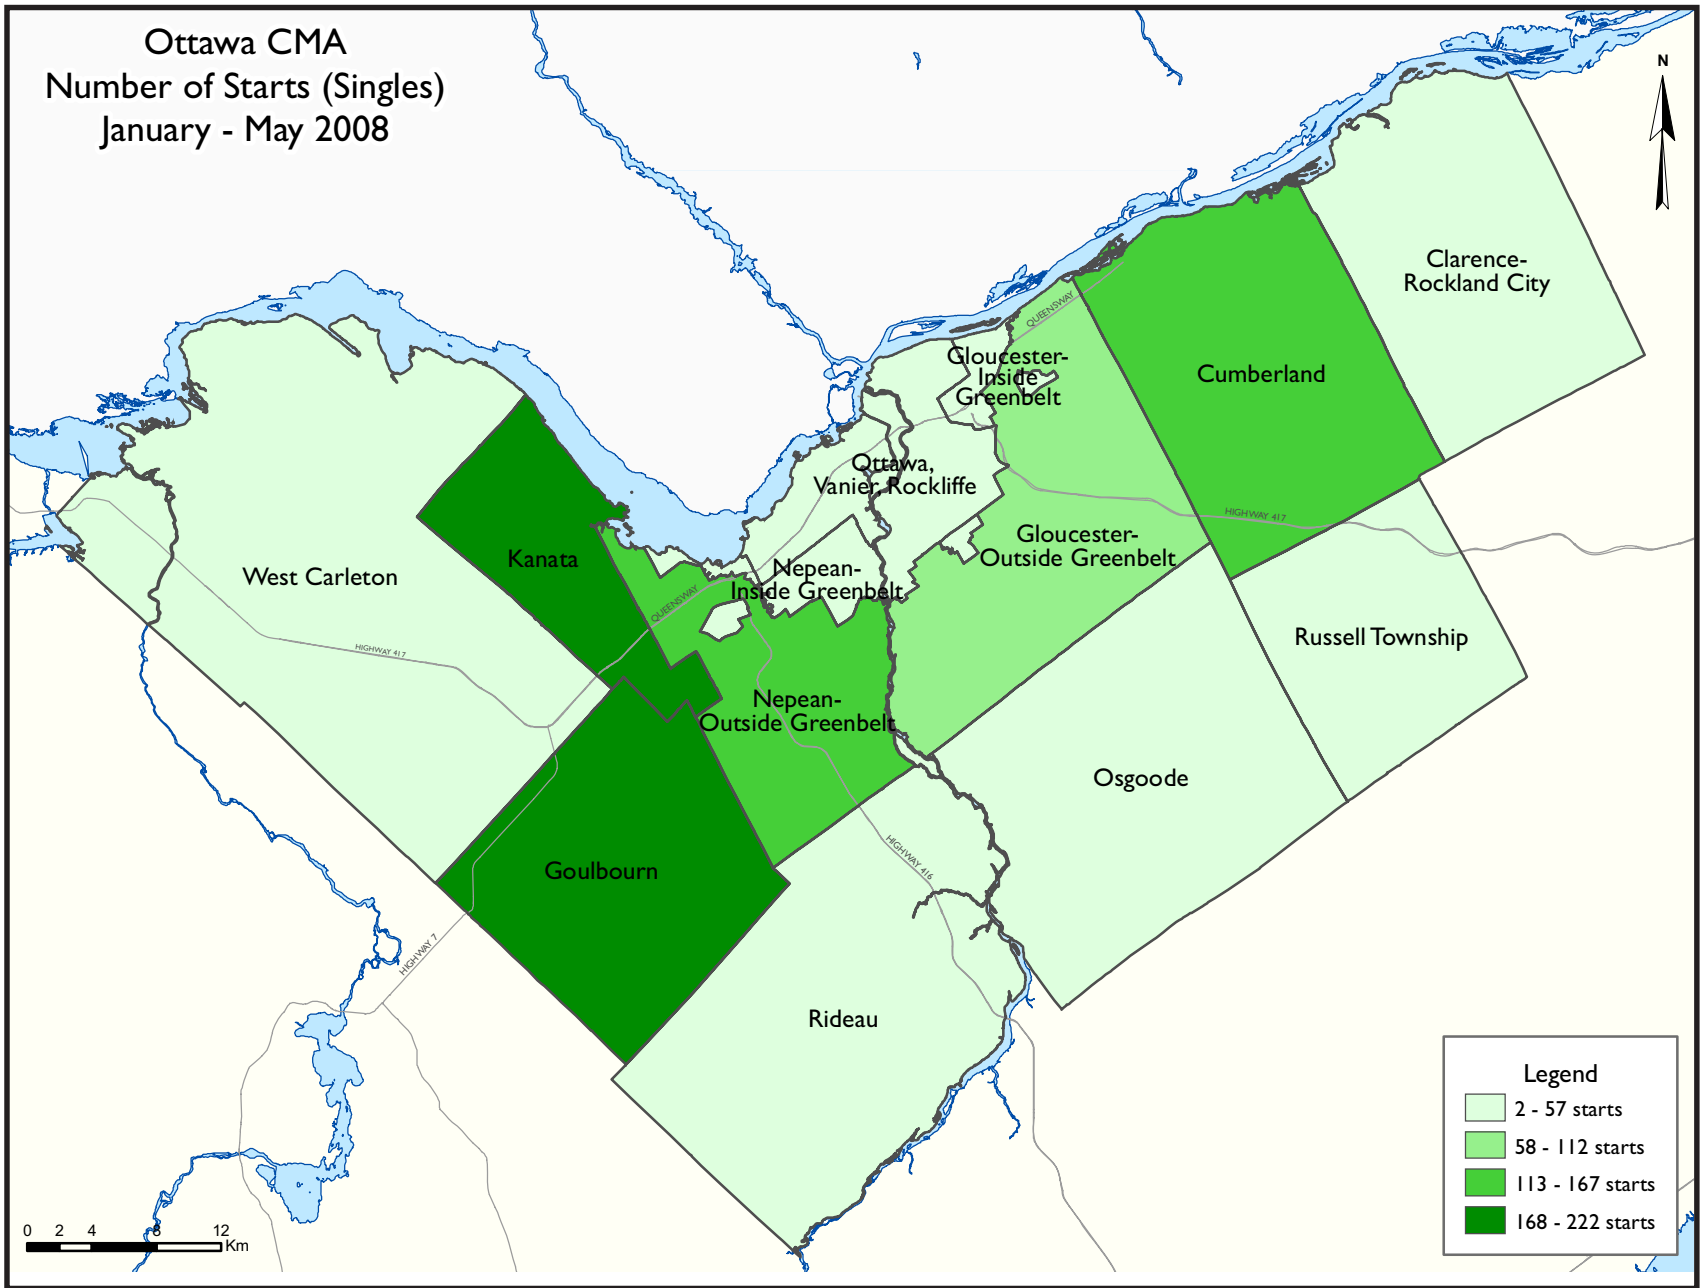 Ottawa CMA
Number of Starts (Singles)
January - May 2008
N
Clarence-
Rockland City
QUEENSWAY
Gloucester-
Inside
Greenbelt
Cumberland
Ottawa,
Vanier, Rockliffe
HIGHWAY 417
Gloucester-
Outside Greenbelt
Kanata
West Carleton
Nepean-
Inside Greenbelt
QUEENSWAY
Russell Township
HIGHWAY 417
Nepean-
Outside Greenbelt
Osgoode
HIGHWAY 416
Goulbourn
HIGHWAY 7
Rideau
Legend
2 - 57 starts
58 - 112 starts
113 - 167 starts
168 - 222 starts
0 2 4 8 12
Km